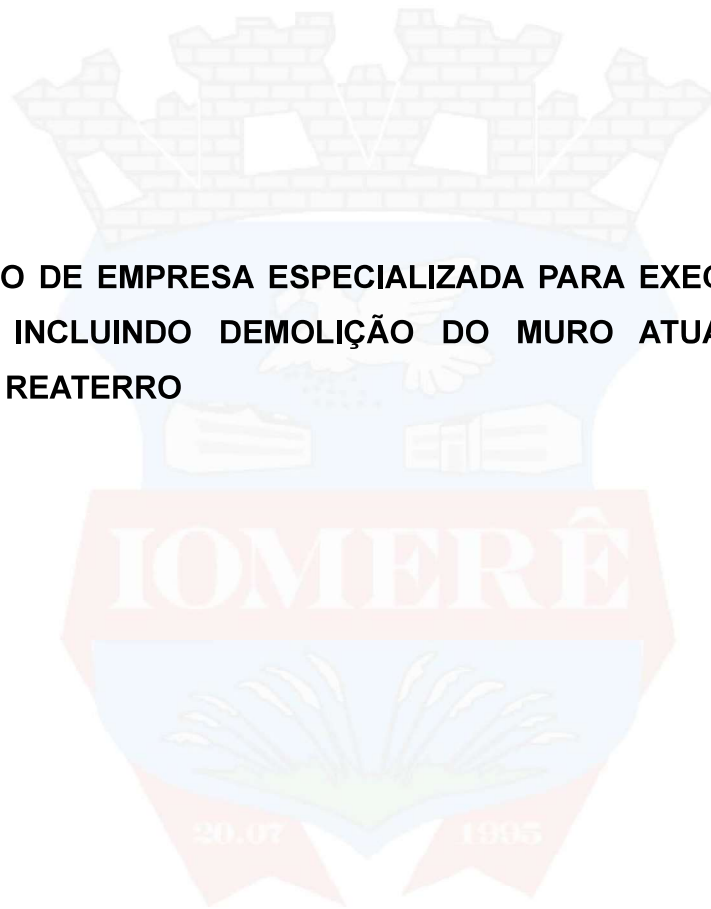 O DE EMPRESA ESPECIALIZADA PARA EXEC
INCLUINDO DEMOLIÇÃO DO MURO ATUA
REATERRO
IOMERÊ
20.07 1995